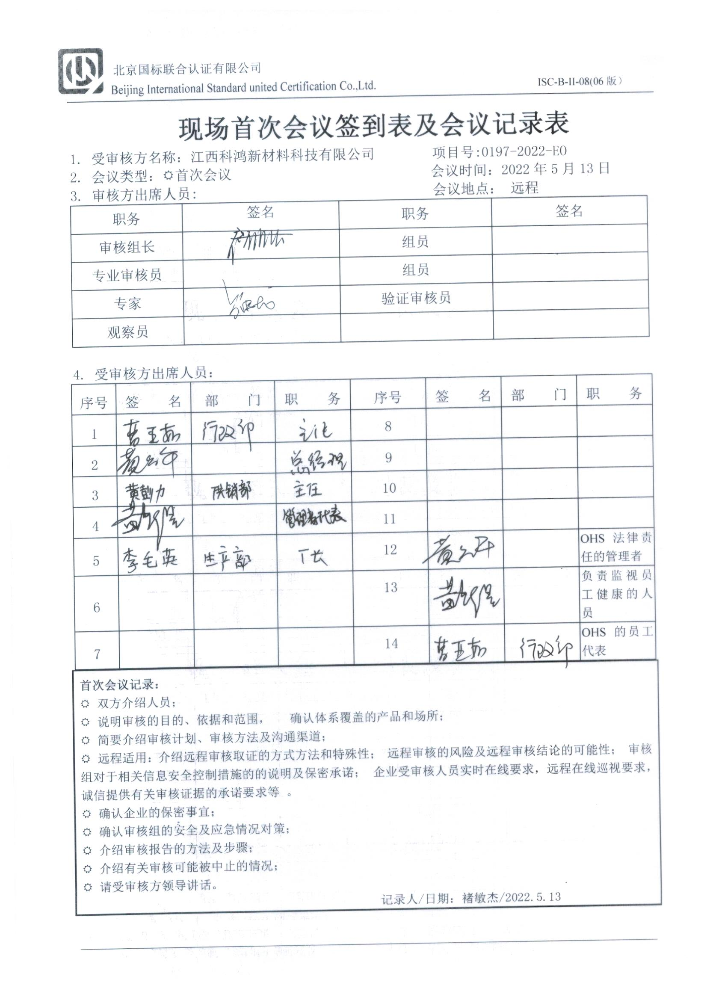 北京国标联合认证有限公司
Beijing International Standard united Certification Co.,Ltd.
ISC-B-II-08(06 版)
现场首次会议签到表及会议记录表
1. 受审核方名称：江西科鸿新材料科技有限公司 项目号:0197-2022-EO
2. 会议类型：首次会议 会议时间：2022 年 5 月 13 日
3. 审核方出席人员： 会议地点： 远程
职务 签名 职务 签名
审核组长 组员
专业审核员 组员
专家 验证审核员
观察员
4. 受审核方出席人员：
序号 签 名 部 门 职 务 序号 签 名 部 门 职 务
1 行政部 主任 8
2 总经理 9
3 黄彭力 供销部 主任 10
4 管理者代表 11
5 李毛英 生产部 厂长 12 OHS 法律责
任的管理者
6 13 负责监视员
工健康的人
员
7 14 行政部 OHS 的员工
代表
首次会议记录：
双方介绍人员；
说明审核的目的、依据和范围， 确认体系覆盖的产品和场所；
简要介绍审核计划、审核方法及沟通渠道；
远程适用：介绍远程审核取证的方式方法和特殊性； 远程审核的风险及远程审核结论的可能性； 审核
组对于相关信息安全控制措施的的说明及保密承诺； 企业受审核人员实时在线要求，远程在线巡视要求，
诚信提供有关审核证据的承诺要求等 。
确认企业的保密事宜；
确认审核组的安全及应急情况对策；
介绍审核报告的方法及步骤；
介绍有关审核可能被中止的情况；
请受审核方领导讲话。
记录人/日期：褚敏杰/2022.5.13